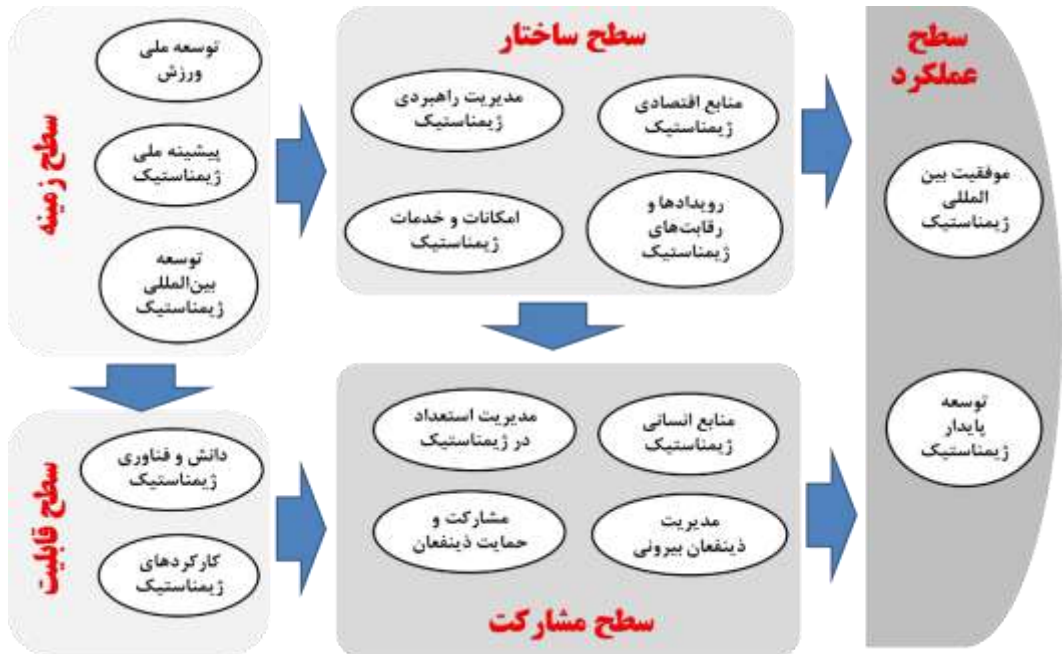 سطح زمینه
توسعه ملی
ورزش
پیشینه ملی
ژیمناستیک
توسعه
بین‌المللی
ژیمناستیک
سطح ساختار
مدیریت راهبردی
ژیمناستیک
منابع اقتصادی
ژیمناستیک
امکانات و خدمات
ژیمناستیک
رویدادها و
رقابت‌های
ژیمناستیک
سطح
عملکرد
موفقیت بین
المللی
ژیمناستیک
توسعه
پایدار
ژیمناستیک
سطح قابلیت
دانش و فناوری
ژیمناستیک
کارکردهای
ژیمناستیک
مدیریت استعداد
در ژیمناستیک
منابع انسانی
ژیمناستیک
مشارکت و
حمایت ذینفعان
مدیریت
ذینفعان بیرونی
سطح مشارکت